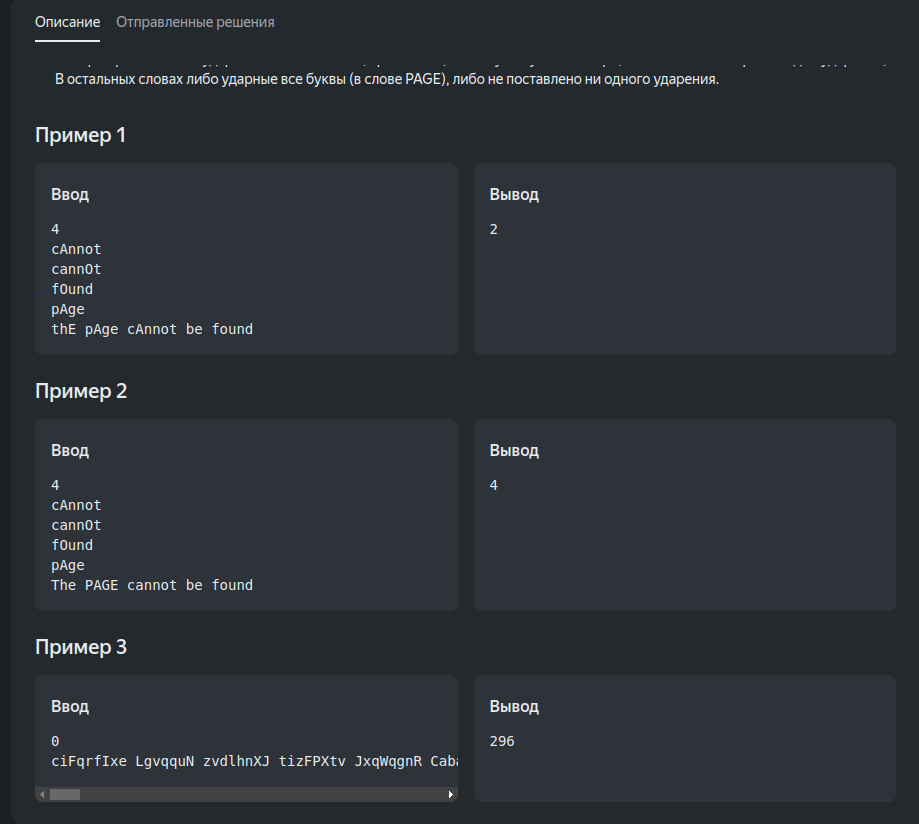 Описание Отправленные решения
В остальных словах либо ударные все буквы (в слове PAGE), либо не поставлено ни одного ударения.
Пример 1
Ввод
4
cAnnot
cannOt
fOund
pAge
thE pAge cAnnot be found
Вывод
2
Пример 2
Ввод
4
cAnnot
cannOt
fOund
pAge
The PAGE cannot be found
Вывод
4
Пример 3
Ввод
0
ciFqrfIxe LgvqquN zvdlhnXJ tizFPXtv JxqWqgnR
Вывод
296